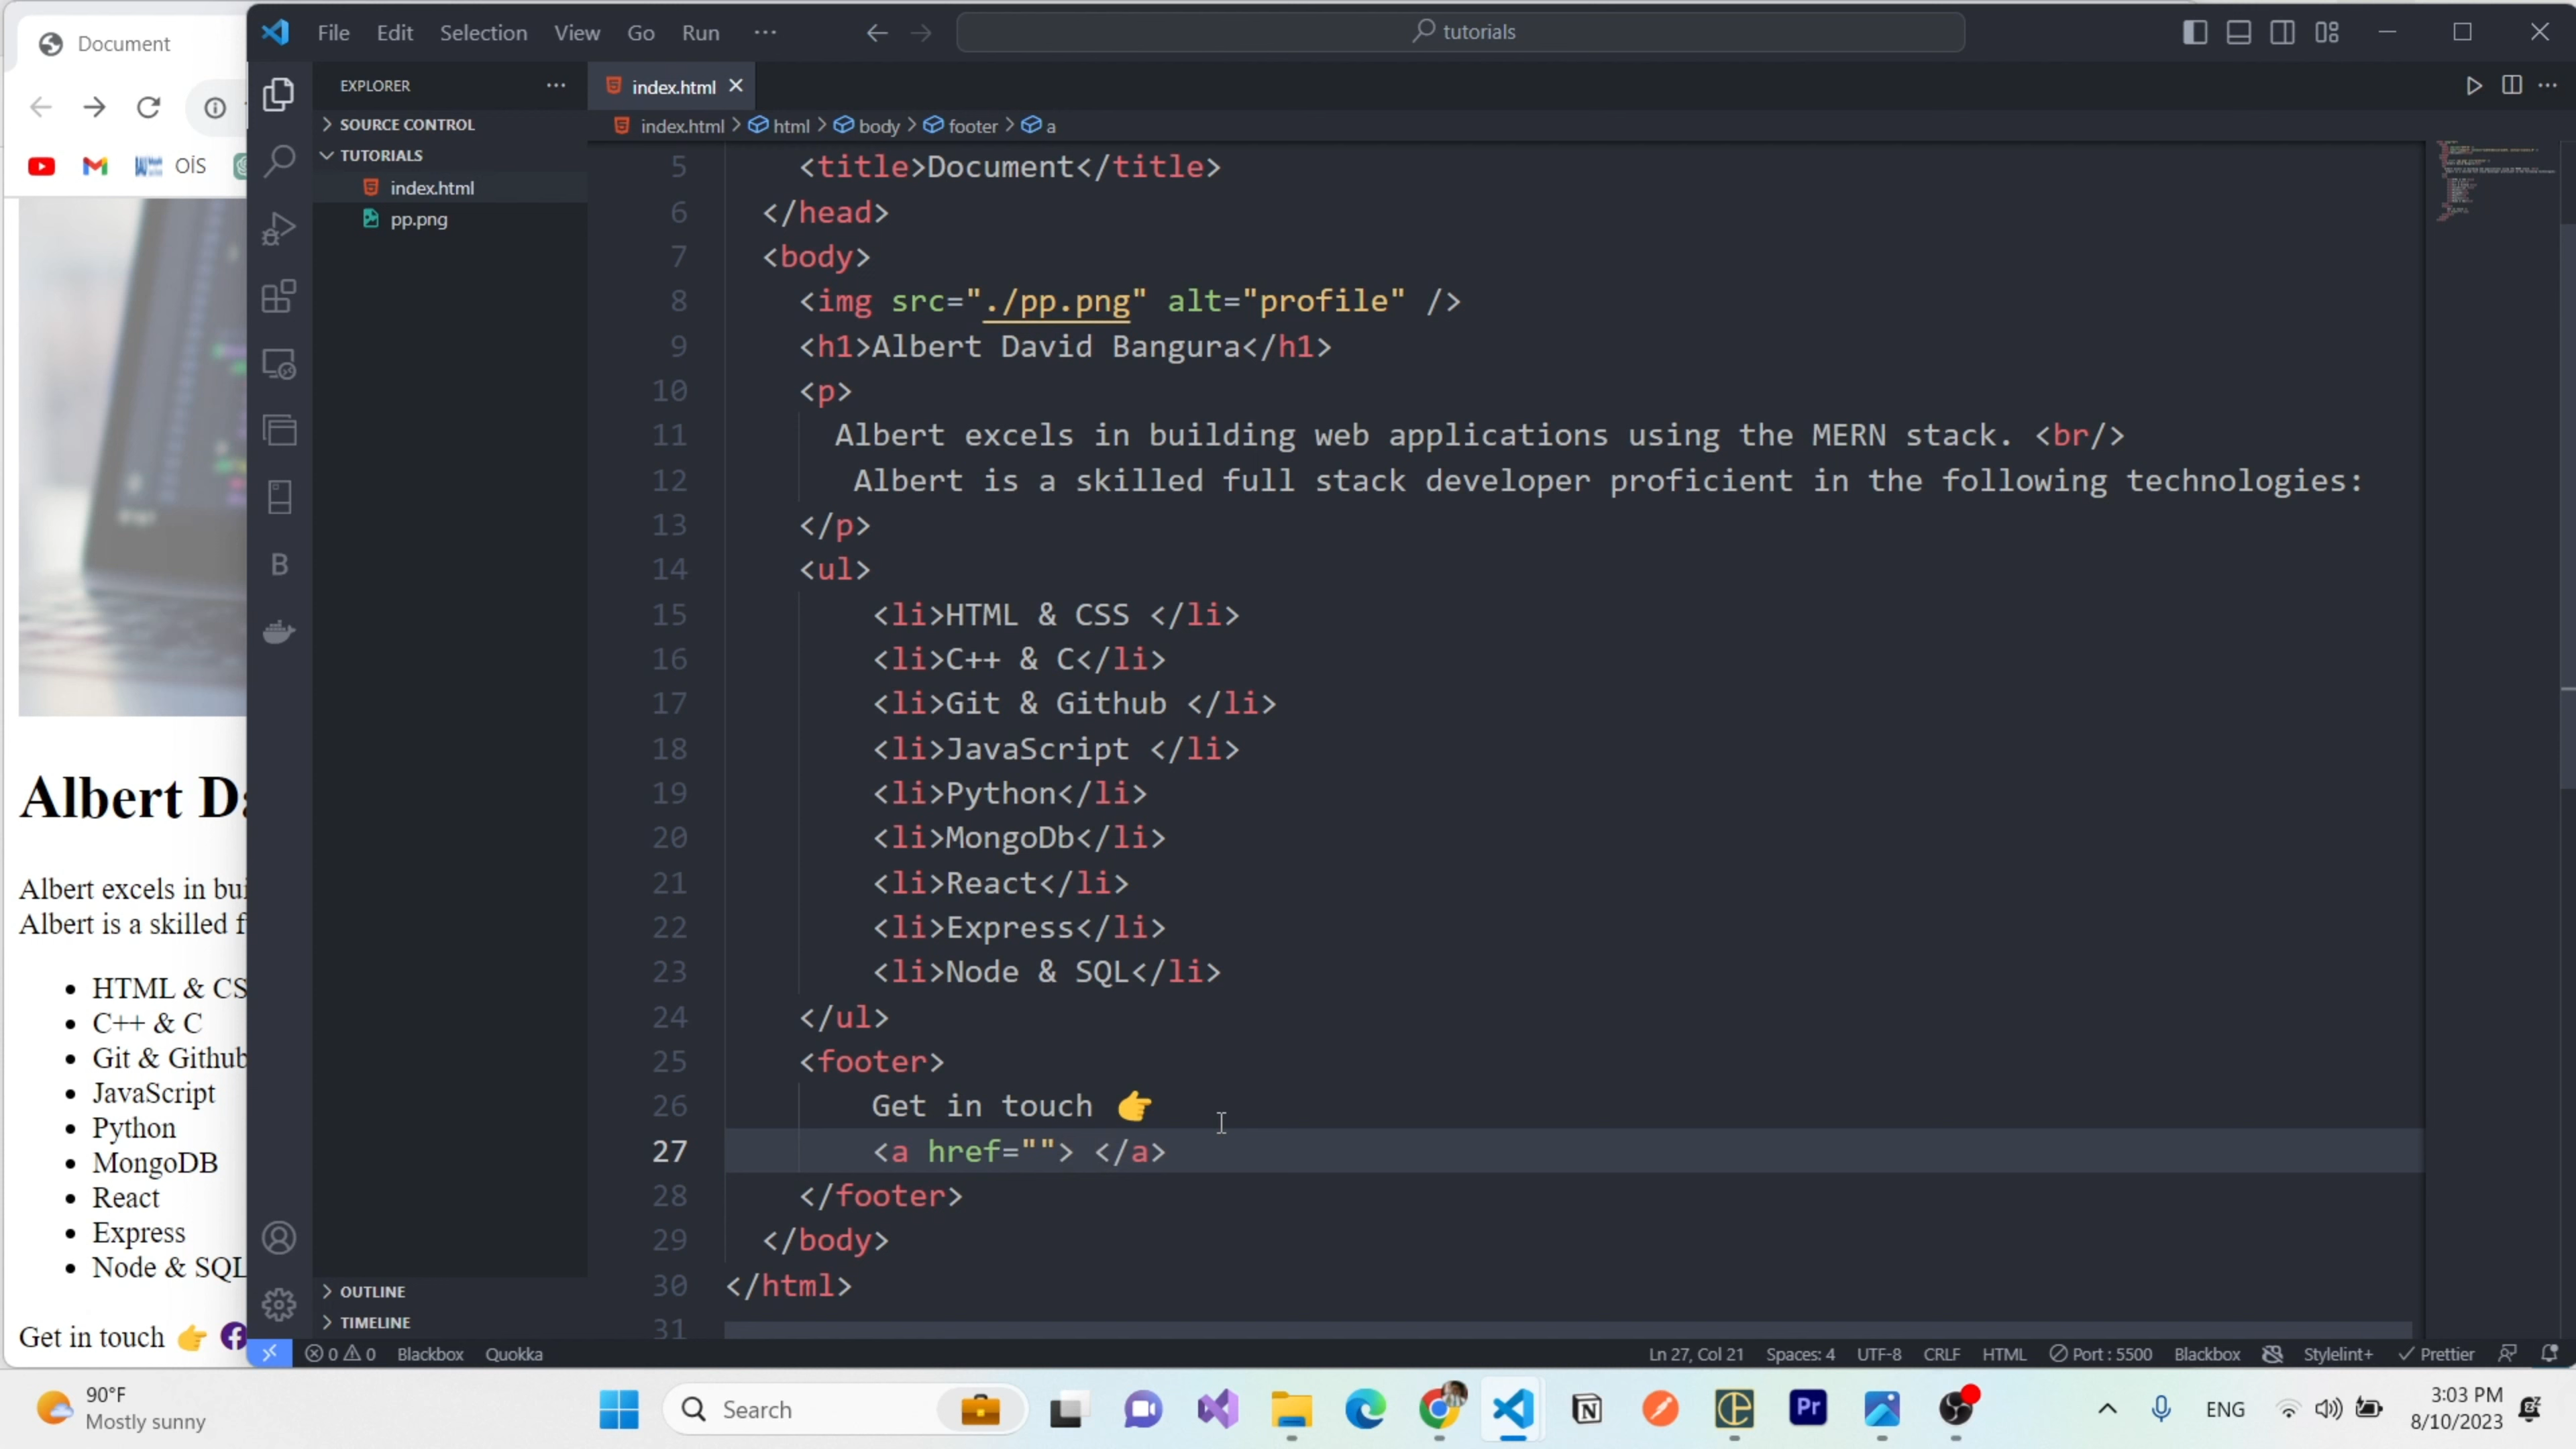 Document
OİS
Albert Da
Albert excels in bui
Albert is a skilled f
HTML & CS
C++ & C
Git & Github
JavaScript
Python
MongoDB
React
Express
Node & SQL
Get in touch 👉
File Edit Selection View Go Run ···
tutorials
EXPLORER ···
SOURCE CONTROL
TUTORIALS
index.html
pp.png
OUTLINE
TIMELINE
index.html
index.html > html > body > footer > a
5 <title>Document</title>
6 </head>
7 <body>
8 <img src="./pp.png" alt="profile" />
9 <h1>Albert David Bangura</h1>
10 <p>
11 Albert excels in building web applications using the MERN stack. <br/>
12 Albert is a skilled full stack developer proficient in the following technologies:
13 </p>
14 <ul>
15 <li>HTML & CSS </li>
16 <li>C++ & C</li>
17 <li>Git & Github </li>
18 <li>JavaScript </li>
19 <li>Python</li>
20 <li>MongoDb</li>
21 <li>React</li>
22 <li>Express</li>
23 <li>Node & SQL</li>
24 </ul>
25 <footer>
26 Get in touch 👉
27 <a href=""> </a>
28 </footer>
29 </body>
30 </html>
31
0 0 Blackbox Quokka Ln 27, Col 21 Spaces: 4 UTF-8 CRLF HTML Port : 5500 Blackbox Stylelint+ Prettier
90°F
Mostly sunny
Search
Pr
ENG
3:03 PM
8/10/2023